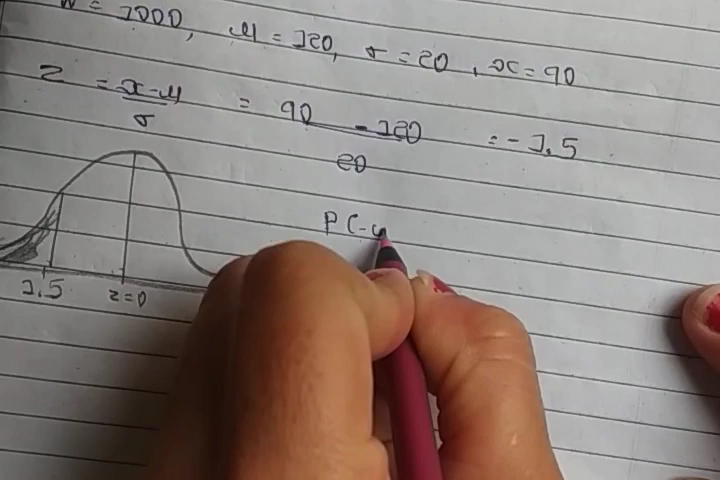 N = 1000, μ = 120, σ = 20, x = 90
Z = x-μ/σ = 90 - 120/20 = -1.5
P(-
1.5 z=0